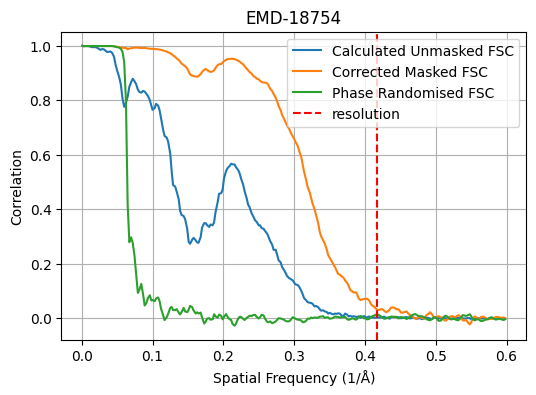 EMD-18754
Calculated Unmasked FSC
Corrected Masked FSC
Phase Randomised FSC
resolution
Correlation
1.0
0.8
0.6
0.4
0.2
0.0
0.0 0.1 0.2 0.3 0.4 0.5 0.6
Spatial Frequency (1/Å)